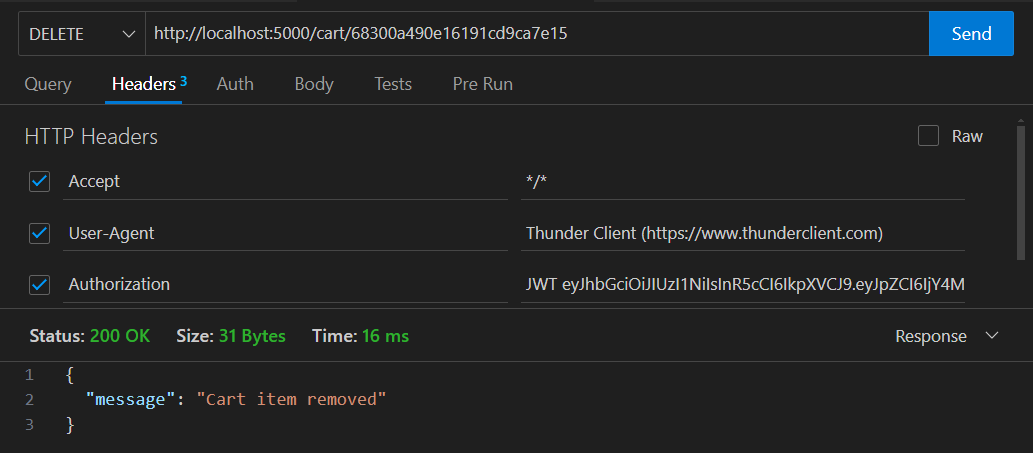 DELETE http://localhost:5000/cart/68300a490e16191cd9ca7e15 Send
Query Headers 3 Auth Body Tests Pre Run
HTTP Headers Raw
Accept */*
User-Agent Thunder Client (https://www.thunderclient.com)
Authorization JWT eyJhbGciOiJIUzI1NiIsInR5cCI6IkpXVCJ9.eyJpZCI6IjY4M
Status: 200 OK Size: 31 Bytes Time: 16 ms Response
1 {
2 "message": "Cart item removed"
3 }